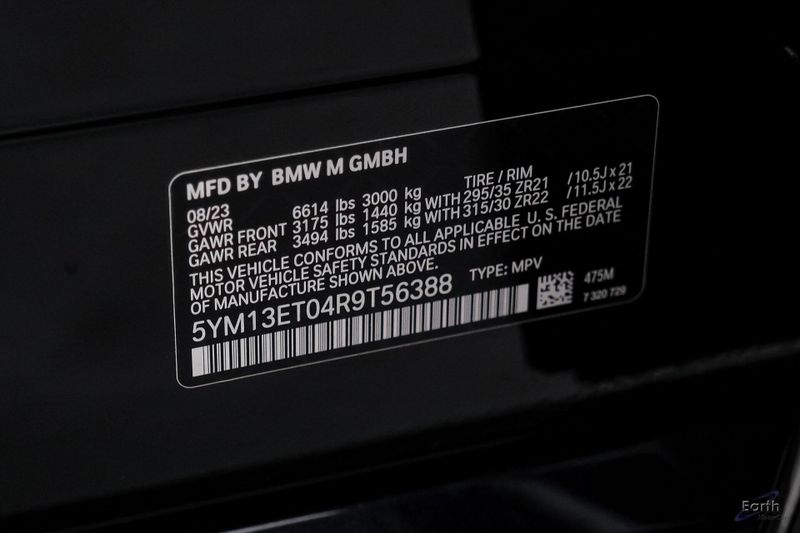 MFD BY BMW M GMBH
08/23 TIRE / RIM
GVWR 6614 lbs 3000 kg
GAWR FRONT 3175 lbs 1440 kg WITH 295/35 ZR21 / 10.5J x 21
GAWR REAR 3494 lbs 1585 kg WITH 315/30 ZR22 / 11.5J x 22
THIS VEHICLE CONFORMS TO ALL APPLICABLE U. S. FEDERAL
MOTOR VEHICLE SAFETY STANDARDS IN EFFECT ON THE DATE
OF MANUFACTURE SHOWN ABOVE.
5YM13ET04R9T56388 TYPE: MPV 475M
7 320 729
Earth